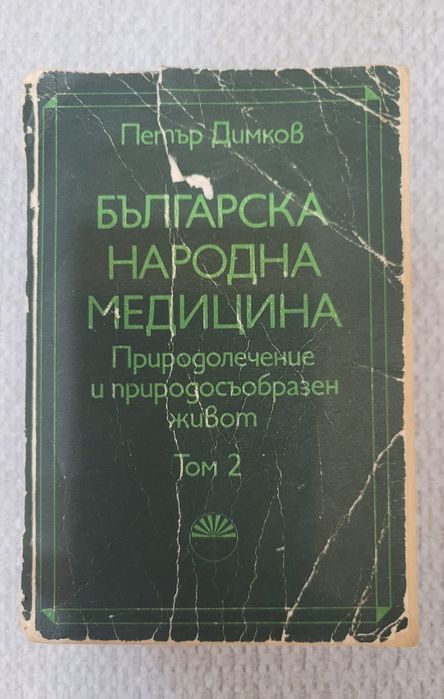 Петър Димков
БЪЛГАРСКА
НАРОДНА
МЕДИЦИНА
Природолечение
и природосъобразен
живот
Том 2